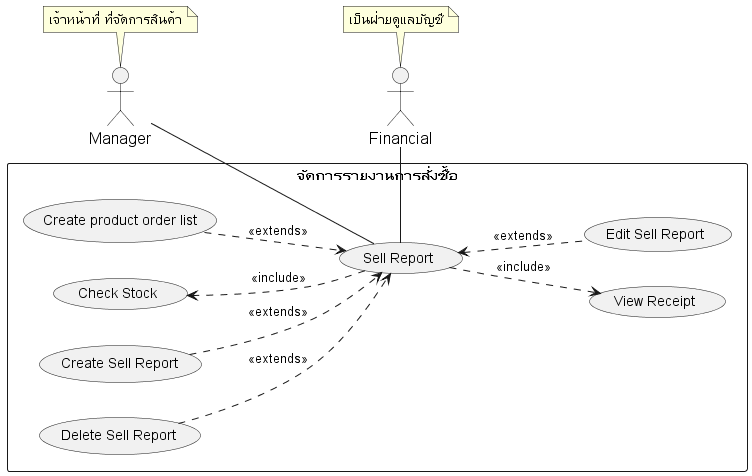 เจ้าหน้าที่ ที่จัดการสินค้า
เป็นฝ่ายดูแลบัญชี
Manager
Financial
จัดการรายงานการสั่งซื้อ
Create product order list
«extends»
Sell Report
«extends»
Edit Sell Report
Check Stock
«include»
«include»
View Receipt
Create Sell Report
«extends»
Delete Sell Report
«extends»